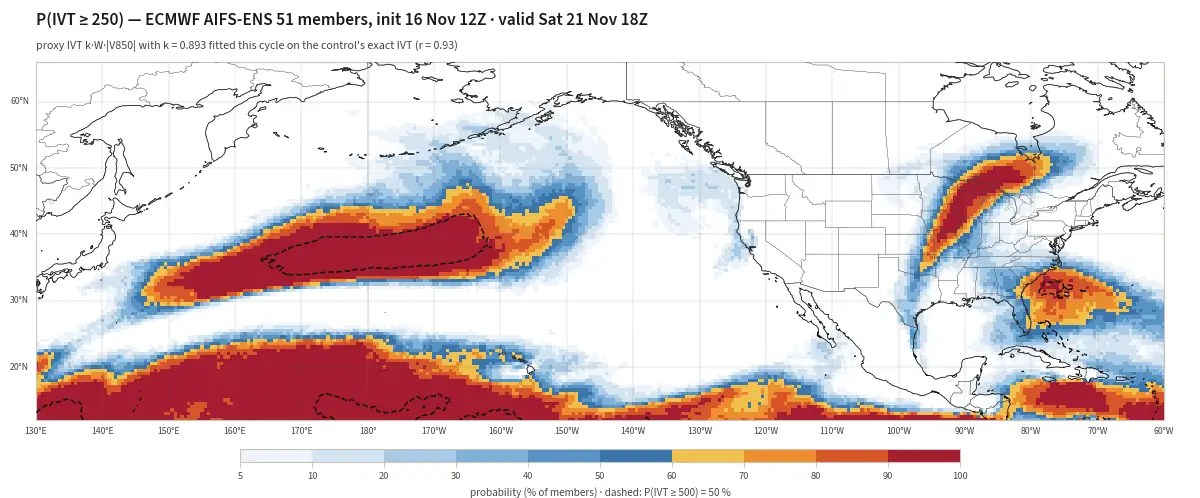 P(IVT ≥ 250) — ECMWF AIFS-ENS 51 members, init 16 Nov 12Z · valid Sat 21 Nov 18Z
proxy IVT k·W·|V850| with k = 0.893 fitted this cycle on the control's exact IVT (r = 0.93)
60°N
50°N
40°N
30°N
20°N
130°E 140°E 150°E 160°E 170°E 180° 170°W 160°W 150°W 140°W 130°W 120°W 110°W 100°W 90°W 80°W 70°W 60°W
5 10 20 30 40 50 60 70 80 90 100
probability (% of members) · dashed: P(IVT ≥ 500) = 50 %